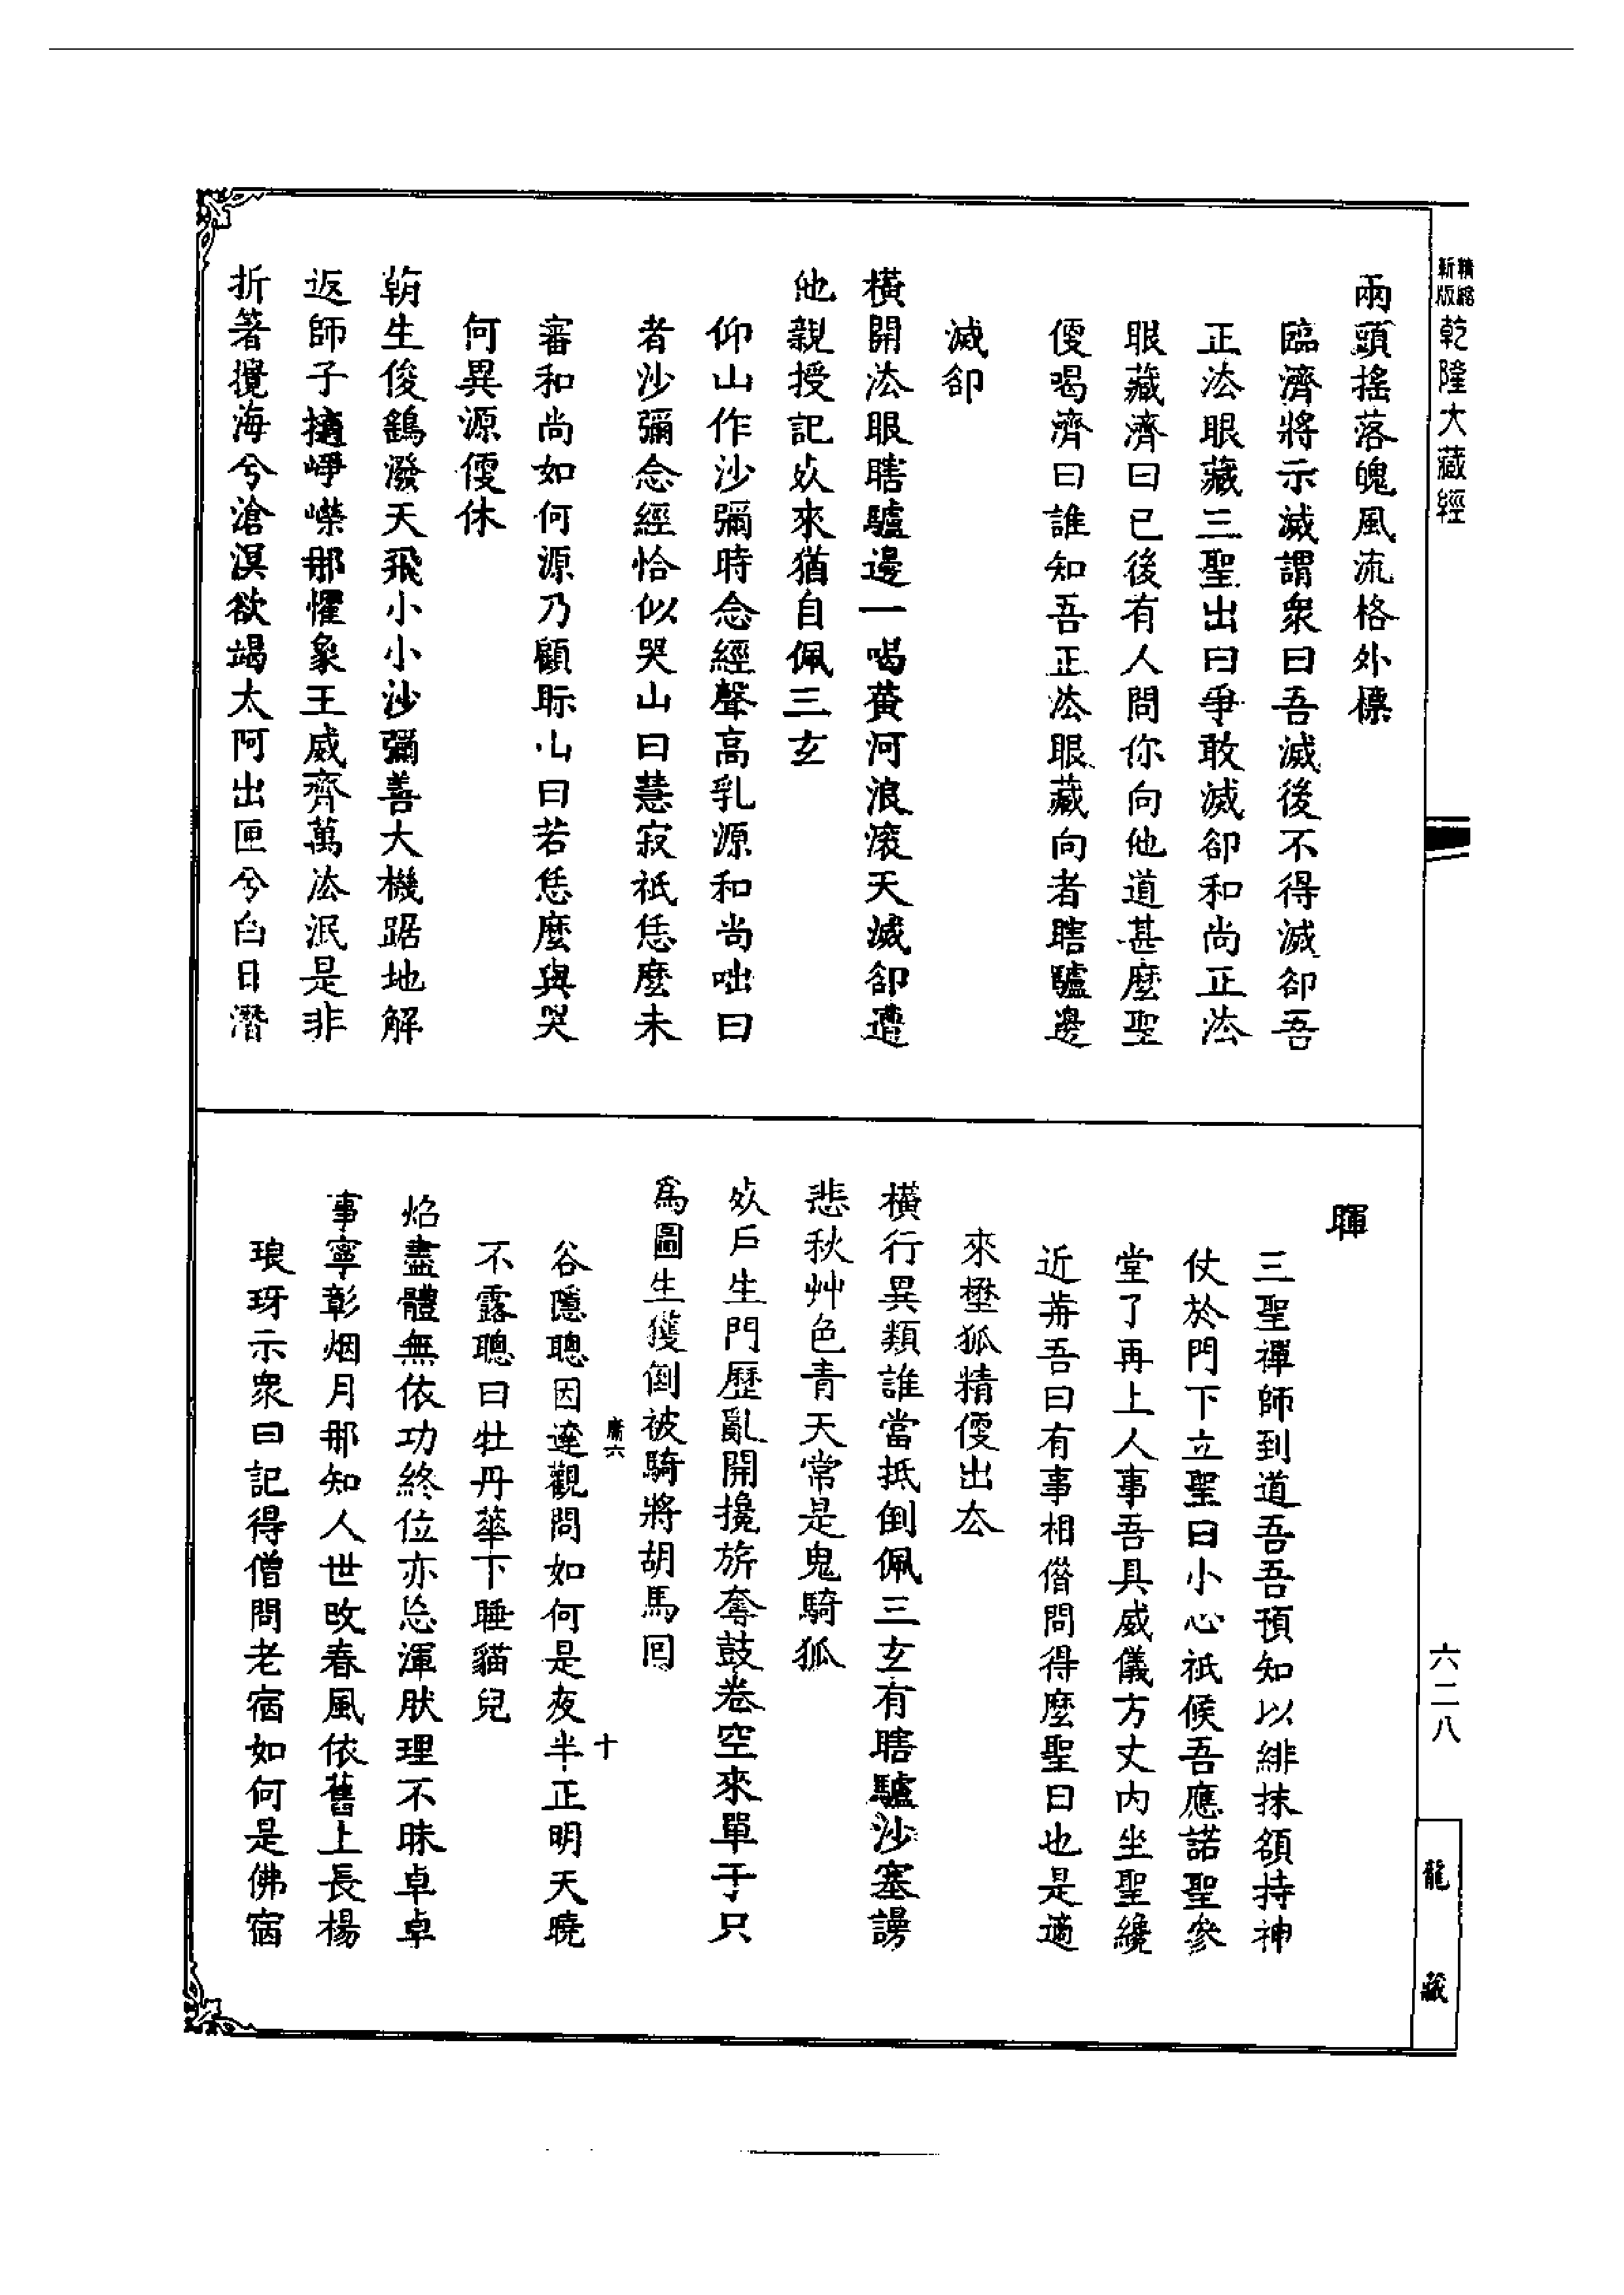 精縮
新版
乾隆大藏經
兩頭搖落魄風流格外標
臨濟將示滅謂衆曰吾滅後不得滅卻吾
正法眼藏三聖出曰爭敢滅卻和尚正法
眼藏濟曰已後有人問你向他道甚麼聖
便喝濟曰誰知吾正法眼藏向者瞎驢邊
滅卻
橫開法眼瞎驢邊一喝黃河浪滚天滅卻遭
他親授記从來猶自佩三玄
仰山作沙彌時念經聲高乳源和尚咄曰
者沙彌念經恰似哭山曰慧寂祇恁麼未
審和尚如何源乃顧眎山曰若恁麼與哭
何異源便休
朝生俊鷂潑天飛小小沙彌善大機踞地解
返師子擲崢嶸那懼象王威齊萬法泯是非
折箸攪海兮滄溟欲竭太阿出匣兮白日潛
暉
三聖禪師到道吾吾預知以緋抹額持神
仗於門下立聖曰小心祇候吾應諾聖參
堂了再上人事吾具威儀方丈内坐聖纔
近前吾曰有事相借問得麼聖曰也是適
來壄狐精便出去
橫行異類誰當抵倒佩三玄有瞎驢沙塞謾
悲秋艸色青天常是鬼騎狐
从戶生門歷亂開攙旂奪鼓卷空來單于只
爲圖生獲倒被騎將胡馬回
谷隱聰因達觀問如何是夜半正明天曉
不露聰曰牡丹華下睡貓兒
焰盡體無依功終位亦忘渾肰理不昧卓卓
事寧彰烟月那知人世改春風依舊上長楊
琅玡示衆曰記得僧問老宿如何是佛宿
庸六
十
六二八
龍藏